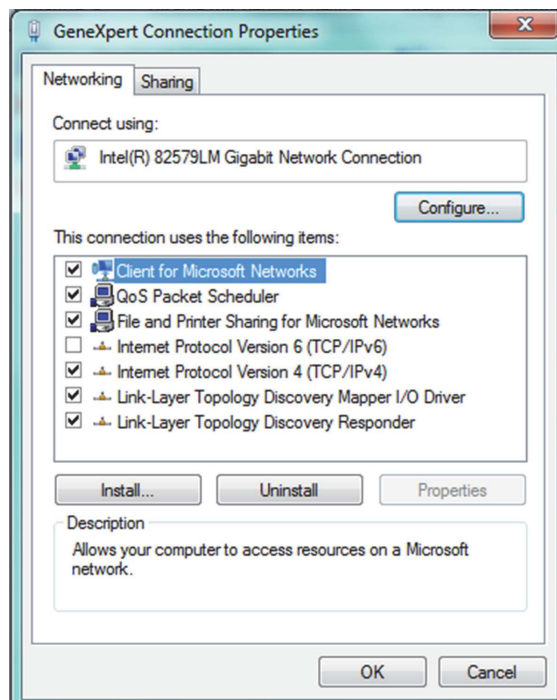 GeneXpert Connection Properties
Networking
Sharing
Connect using:
Intel(R) 82579LM Gigabit Network Connection
Configure...
This connection uses the following items:
Client for Microsoft Networks
QoS Packet Scheduler
File and Printer Sharing for Microsoft Networks
Internet Protocol Version 6 (TCP/IPv6)
Internet Protocol Version 4 (TCP/IPv4)
Link-Layer Topology Discovery Mapper I/O Driver
Link-Layer Topology Discovery Responder
Install...
Uninstall
Properties
Description
Allows your computer to access resources on a Microsoft
network.
OK
Cancel